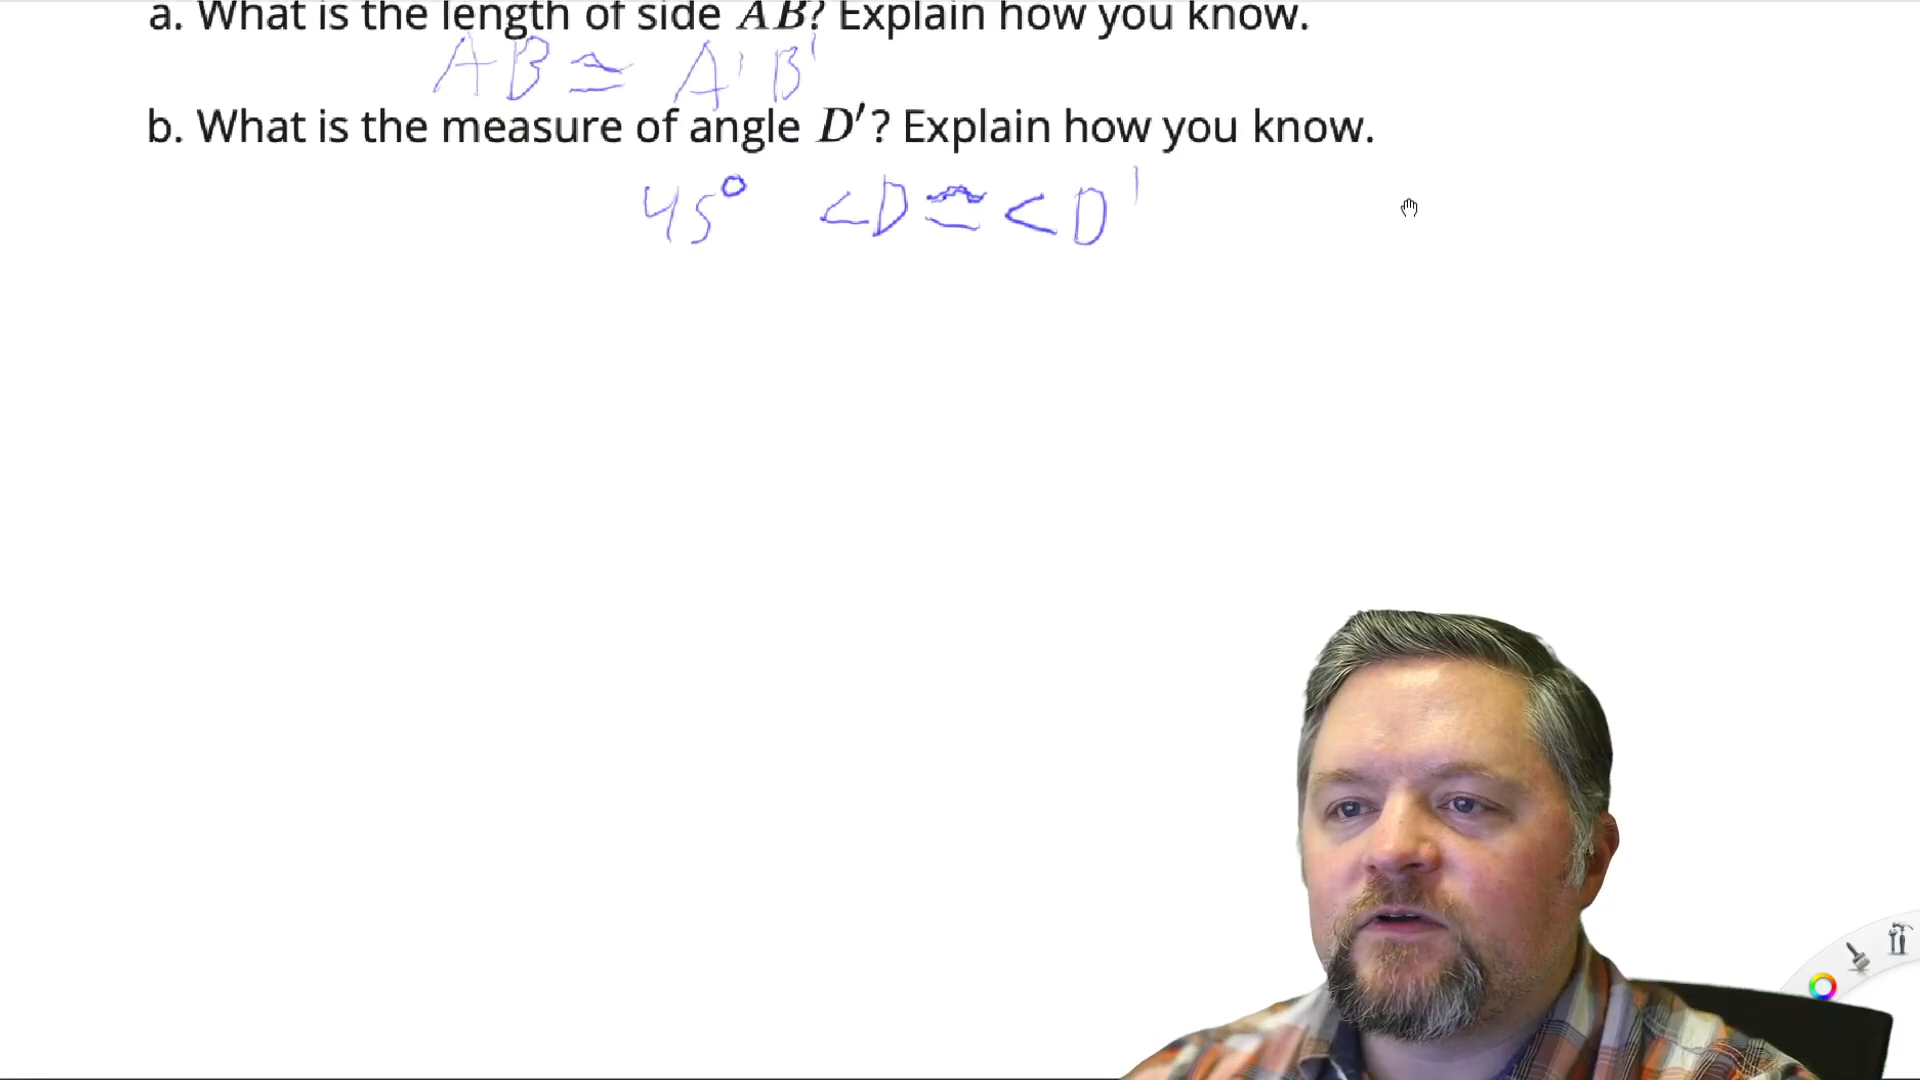 a. What is the length of side AB? Explain how you know.
AB ≅ A'B'
b. What is the measure of angle D'? Explain how you know.
45° <D ≅ <D'